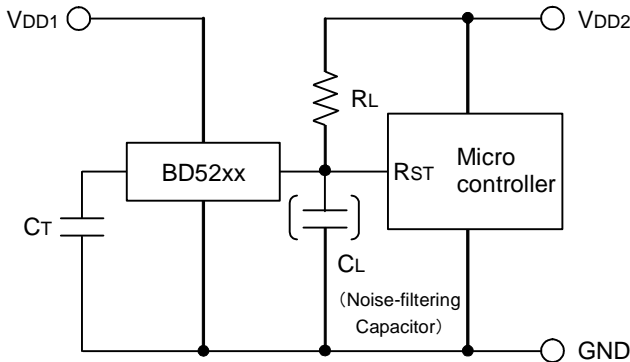 VDD1
VDD2
RL
BD52xx
RST
Micro
controller
CT
CL
（Noise-filtering
Capacitor）
GND